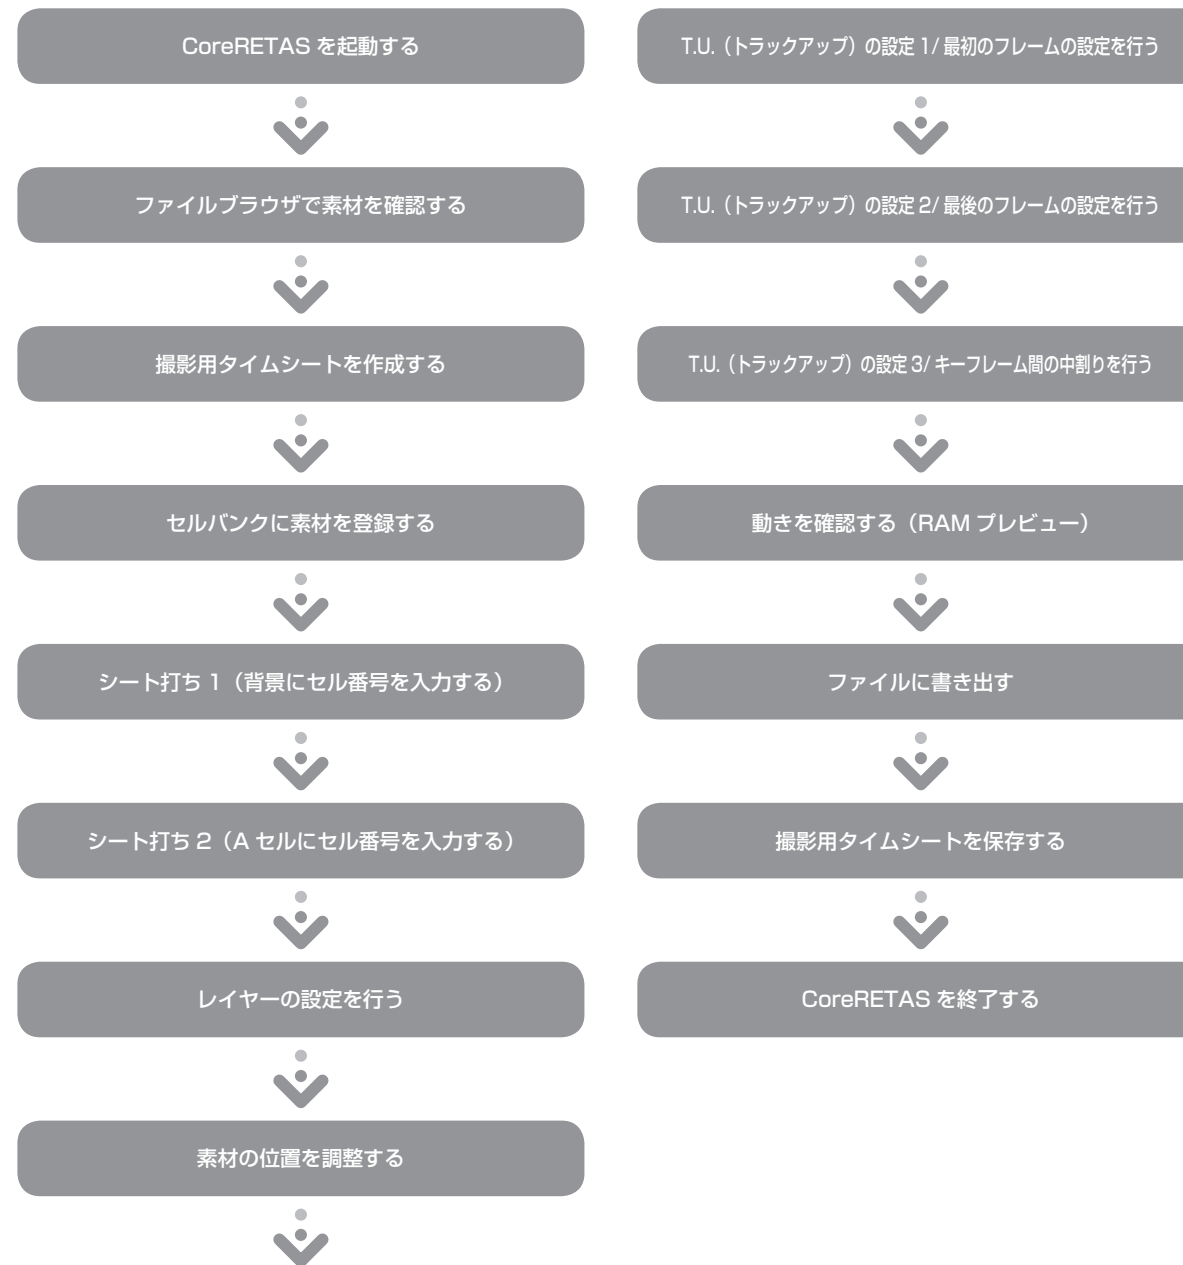 CoreRETAS を起動する
ファイルブラウザで素材を確認する
撮影用タイムシートを作成する
セルバンクに素材を登録する
シート打ち 1（背景にセル番号を入力する）
シート打ち 2（A セルにセル番号を入力する）
レイヤーの設定を行う
素材の位置を調整する
T.U.（トラックアップ）の設定 1/ 最初のフレームの設定を行う
T.U.（トラックアップ）の設定 2/ 最後のフレームの設定を行う
T.U.（トラックアップ）の設定 3/ キーフレーム間の中割りを行う
動きを確認する（RAM プレビュー）
ファイルに書き出す
撮影用タイムシートを保存する
CoreRETAS を終了する